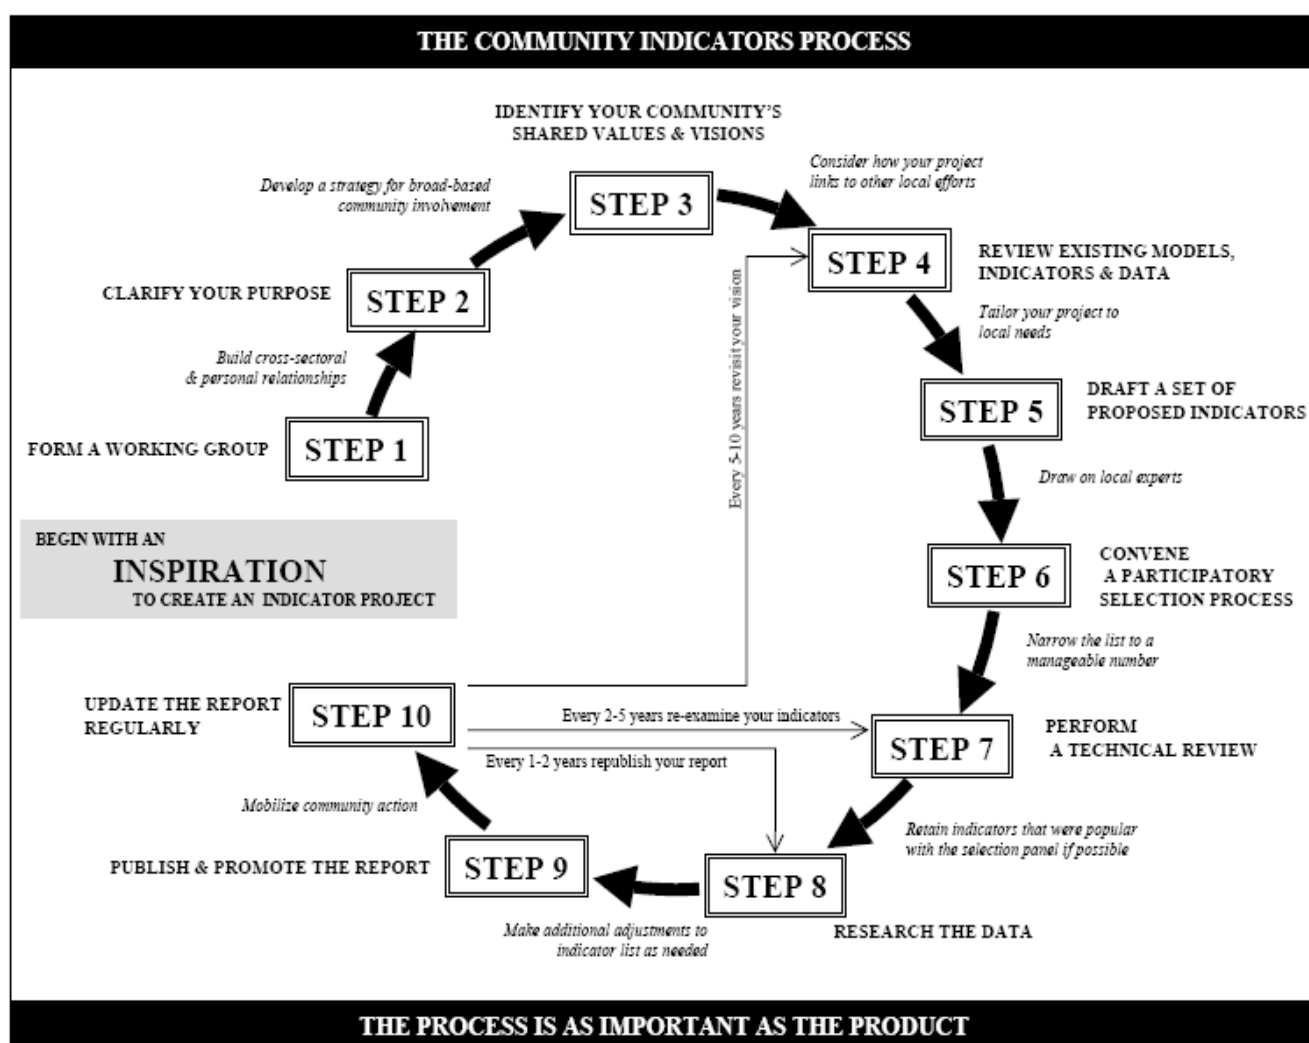 THE COMMUNITY INDICATORS PROCESS
BEGIN WITH AN
INSPIRATION
TO CREATE AN INDICATOR PROJECT
FORM A WORKING GROUP
STEP 1
Build cross-sectoral
& personal relationships
CLARIFY YOUR PURPOSE
STEP 2
Develop a strategy for broad-based
community involvement
IDENTIFY YOUR COMMUNITY'S
SHARED VALUES & VISIONS
STEP 3
Consider how your project
links to other local efforts
STEP 4
REVIEW EXISTING MODELS,
INDICATORS & DATA
Tailor your project to
local needs
STEP 5
DRAFT A SET OF
PROPOSED INDICATORS
Draw on local experts
STEP 6
CONVENE
A PARTICIPATORY
SELECTION PROCESS
Narrow the list to a
manageable number
STEP 7
PERFORM
A TECHNICAL REVIEW
Retain indicators that were popular
with the selection panel if possible
STEP 8
RESEARCH THE DATA
Make additional adjustments to
indicator list as needed
STEP 9
PUBLISH & PROMOTE THE REPORT
Mobilize community action
UPDATE THE REPORT
REGULARLY
STEP 10
Every 5-10 years revisit your vision
Every 2-5 years re-examine your indicators
Every 1-2 years republish your report
THE PROCESS IS AS IMPORTANT AS THE PRODUCT